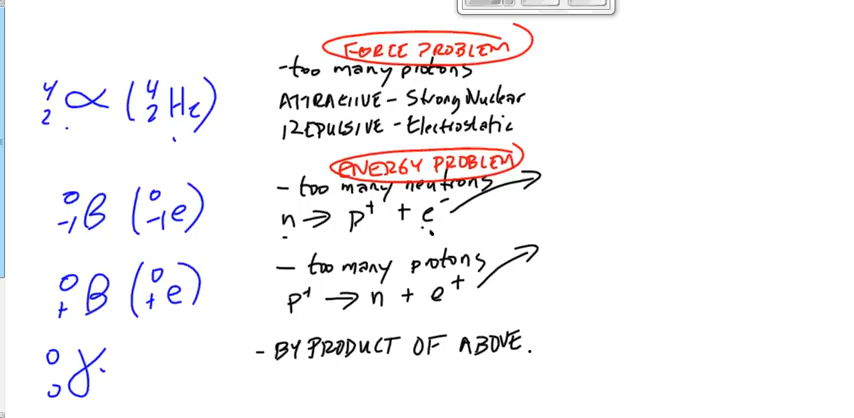 FORCE PROBLEM
- too many protons
⁴₂α (⁴₂He)
ATTRACTIVE - Strong Nuclear
REPULSIVE - Electrostatic
ENERGY PROBLEM
- too many neutrons
⁰₋₁B (⁰₋₁e)
n → p⁺ + e⁻
- too many protons
⁰₊B (⁰₊e)
p⁺ → n + e⁺
- BY PRODUCT OF ABOVE.
⁰₀γ